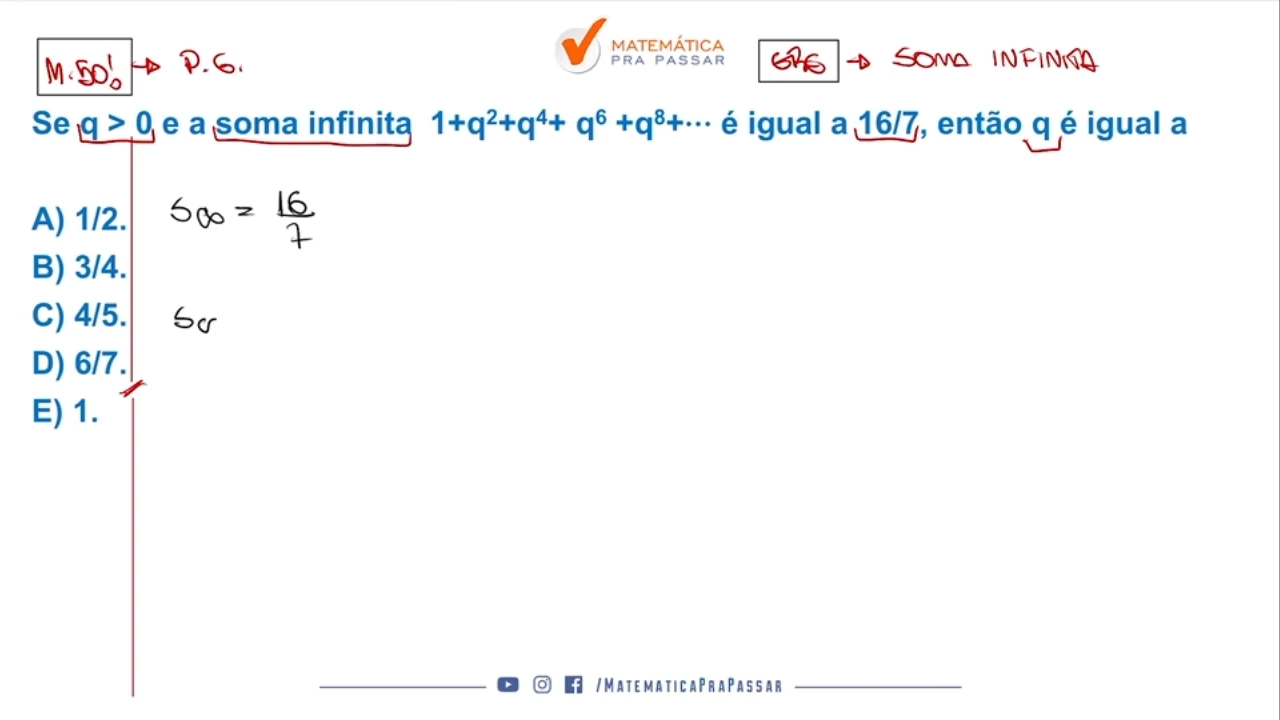 M.50!
→ P.G.
MATEMÁTICA
PRA PASSAR
→ SOMA INFINITA
Se q > 0 e a soma infinita 1+q²+q⁴+ q⁶ +q⁸+⋯ é igual a 16/7, então q é igual a
A) 1/2.
S∞ = 16/7
B) 3/4.
C) 4/5.
D) 6/7.
E) 1.
/MATEMATICAPRAPASSAR